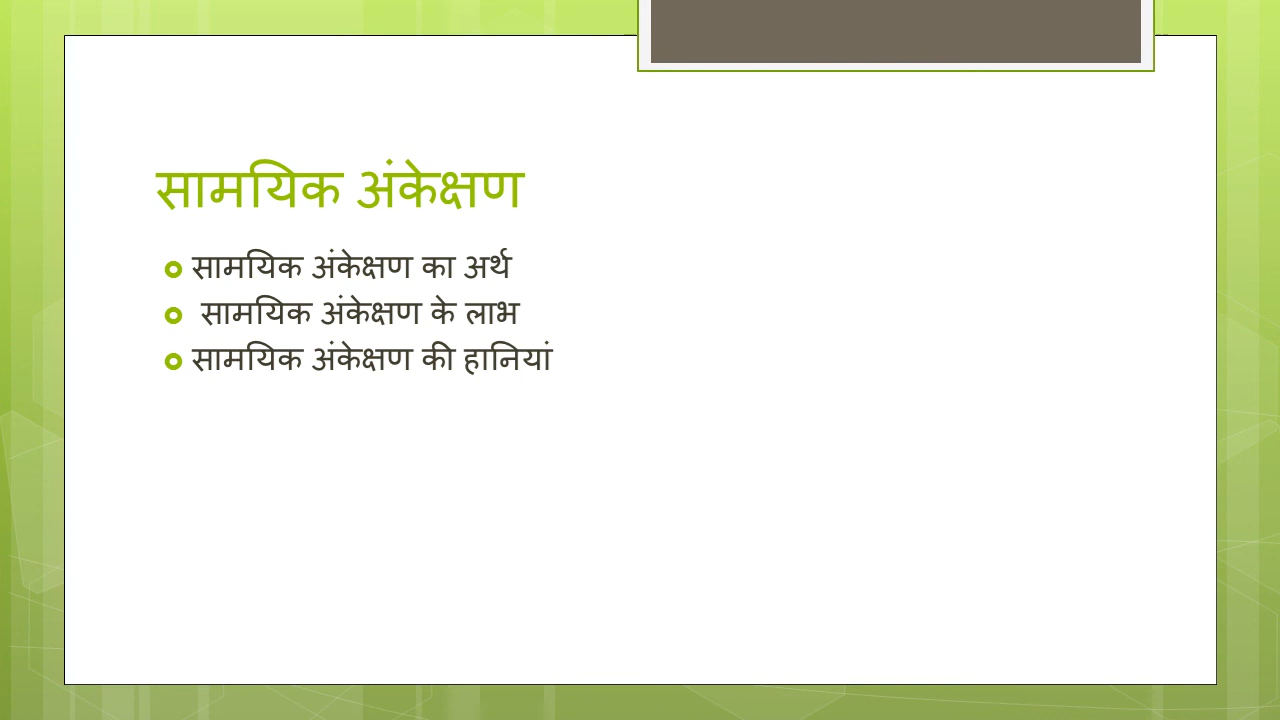 सामयिक अंकेक्षण
सामयिक अंकेक्षण का अर्थ
सामयिक अंकेक्षण के लाभ
सामयिक अंकेक्षण की हानियां